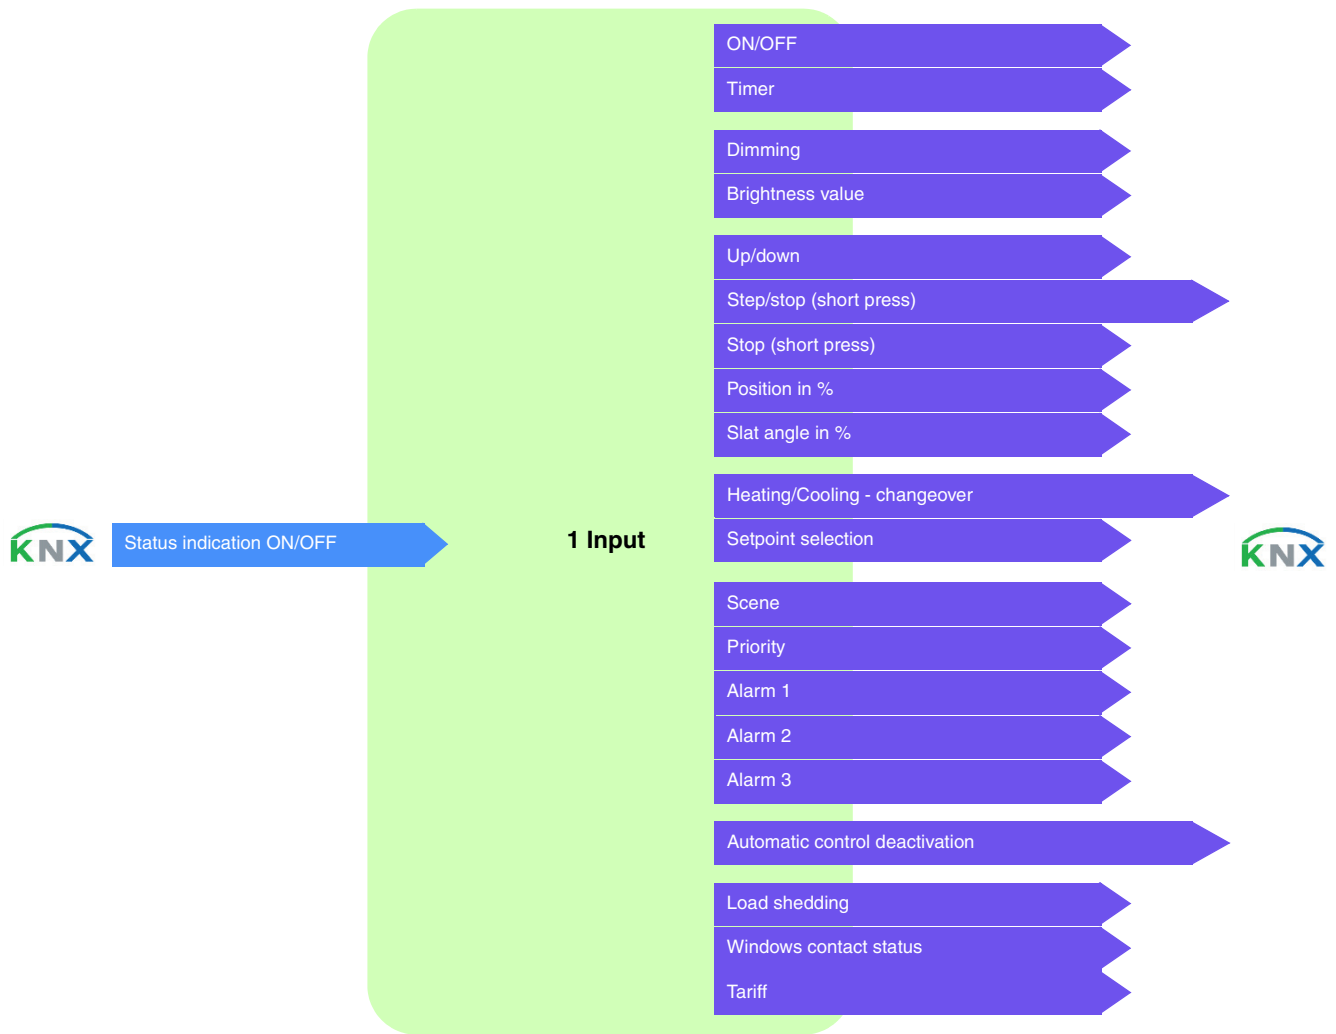 ON/OFF
Timer
Dimming
Brightness value
Up/down
Step/stop (short press)
Stop (short press)
Position in %
Slat angle in %
Heating/Cooling - changeover
KNX
Status indication ON/OFF
1 Input
Setpoint selection
KNX
Scene
Priority
Alarm 1
Alarm 2
Alarm 3
Automatic control deactivation
Load shedding
Windows contact status
Tariff